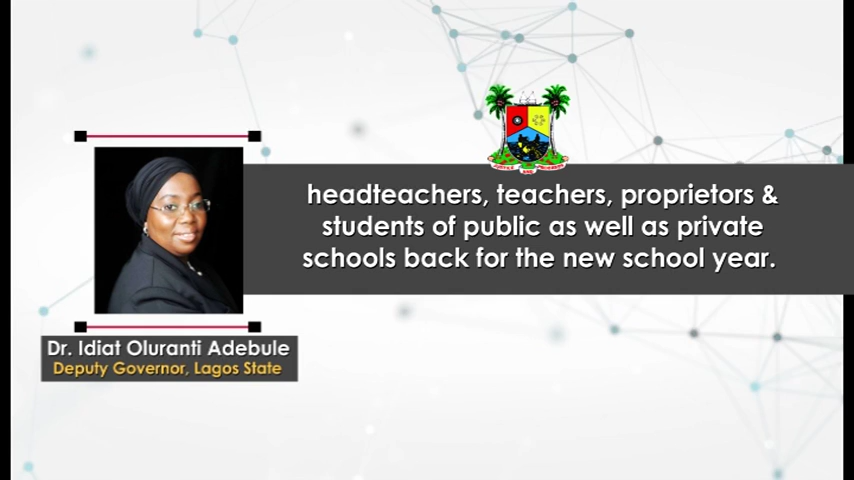 headteachers, teachers, proprietors &
students of public as well as private
schools back for the new school year.
Dr. Idiat Oluranti Adebule
Deputy Governor, Lagos State